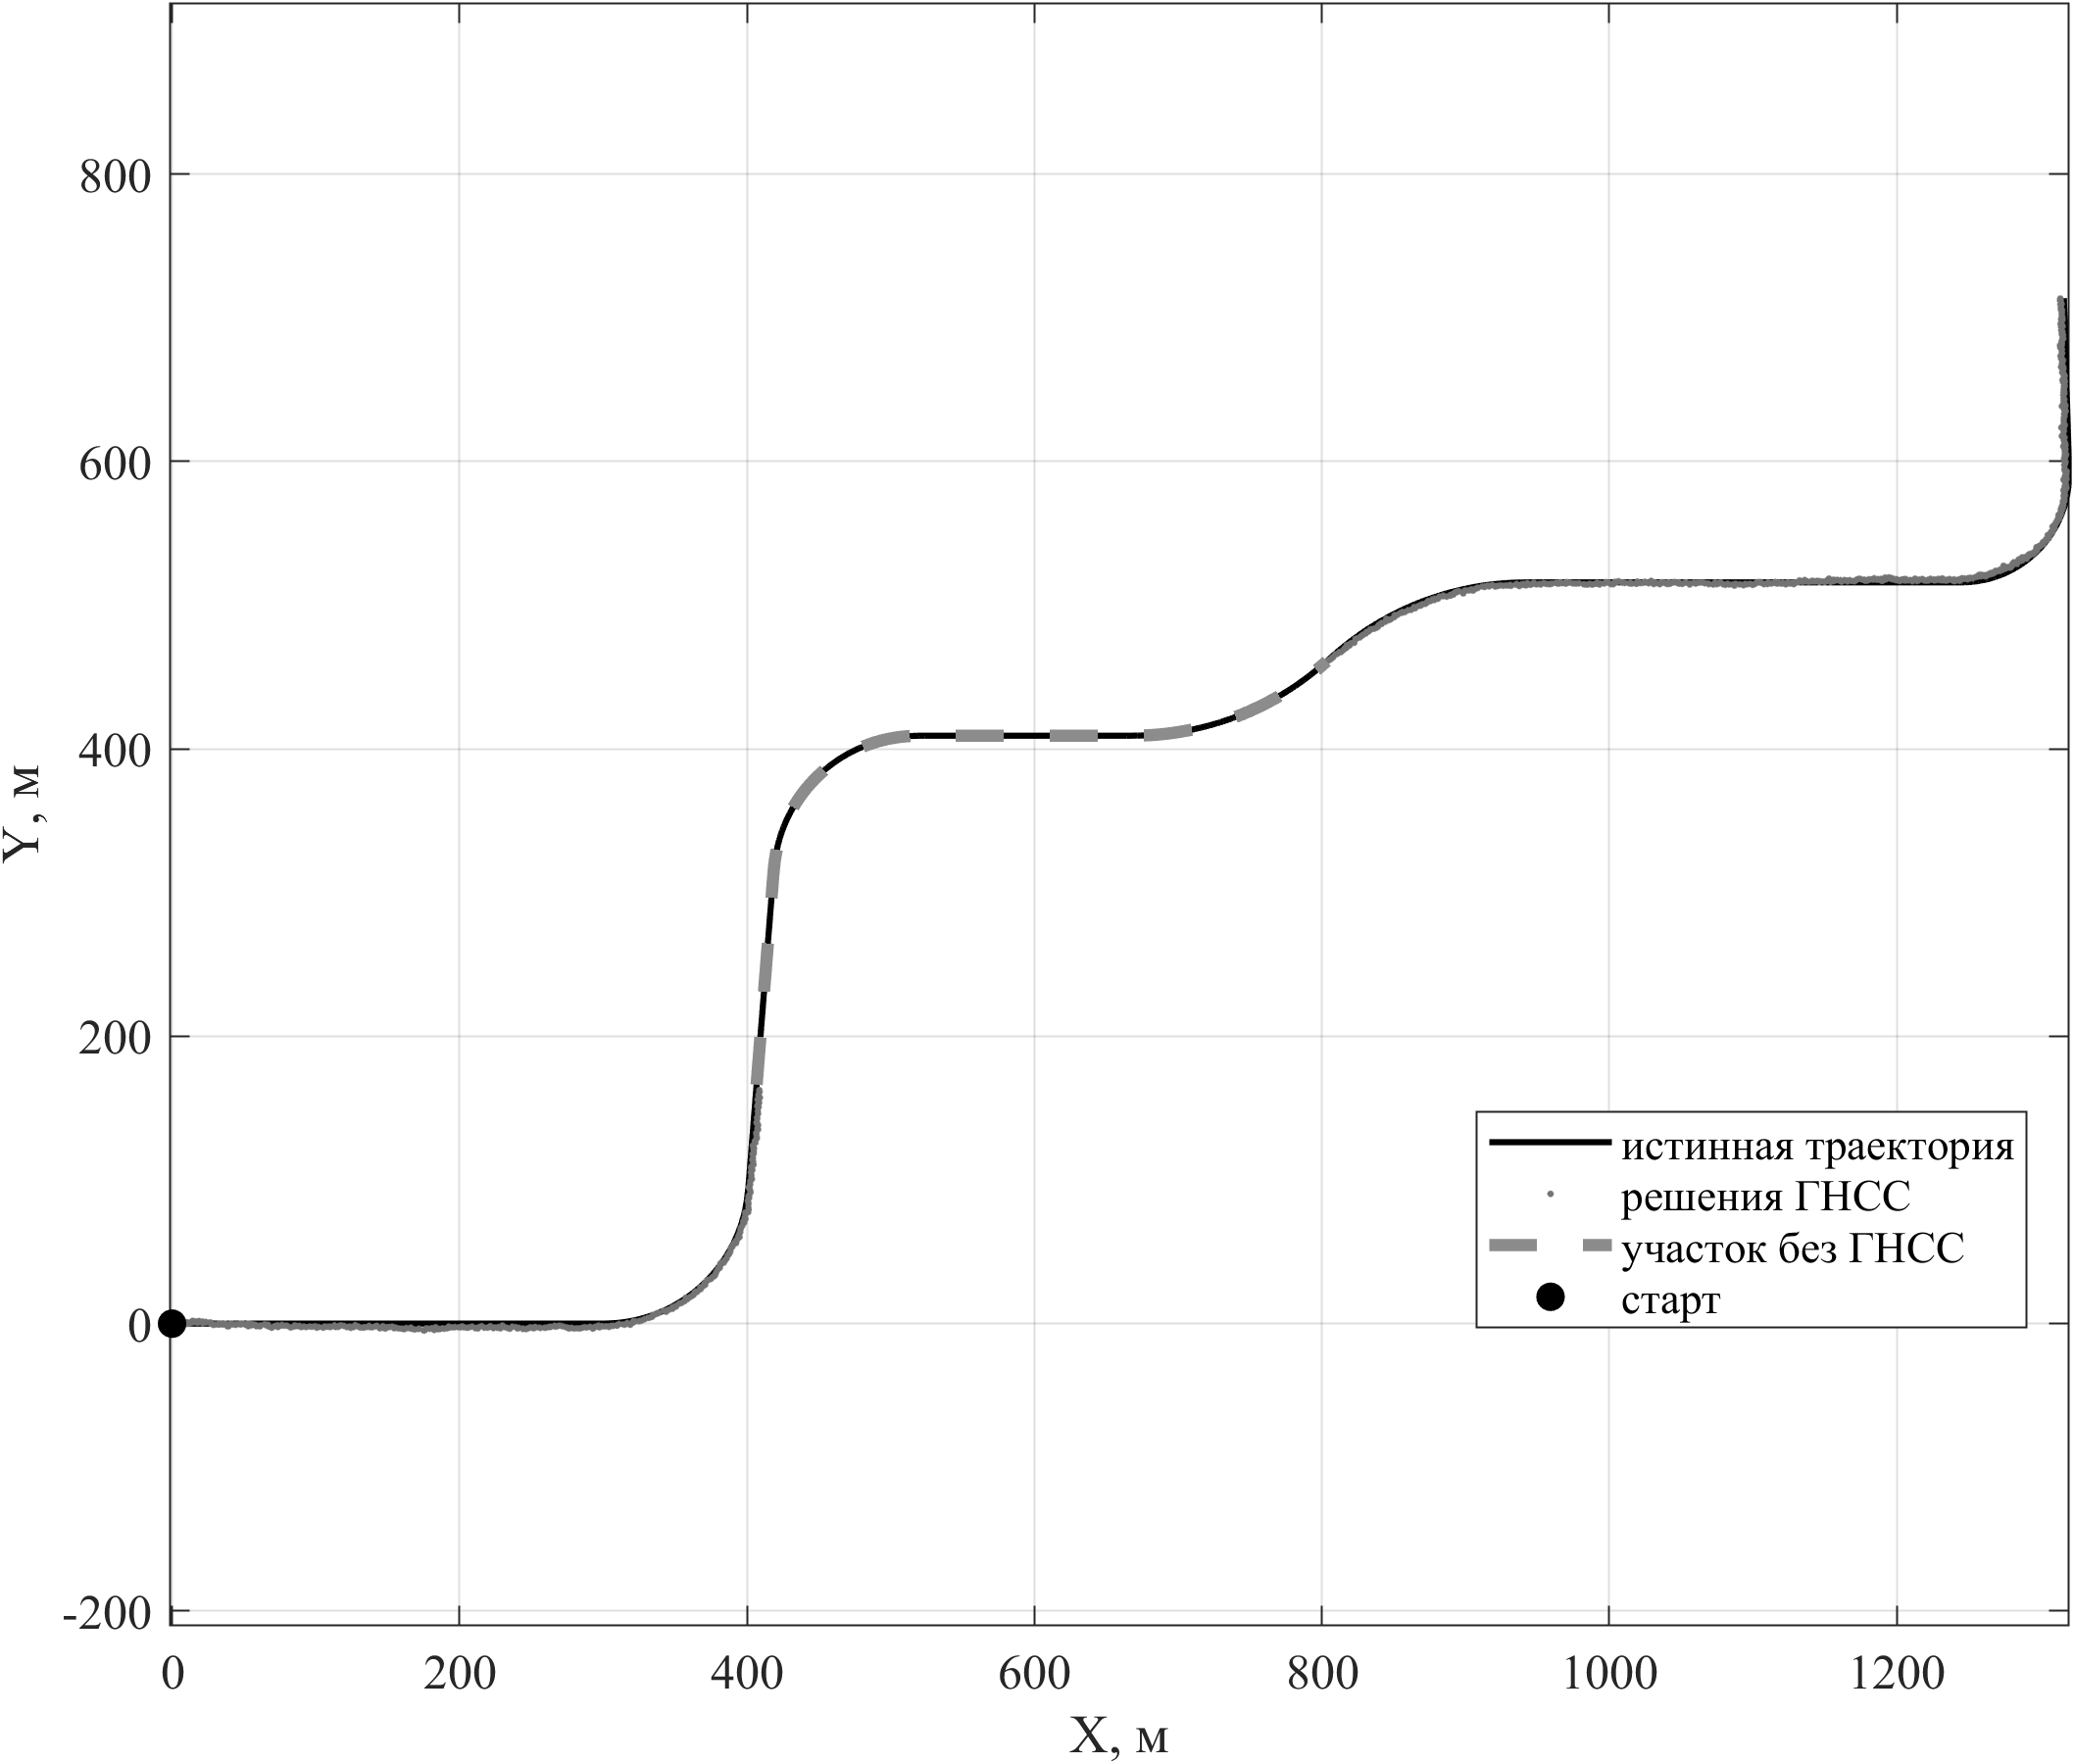 800
600
400
200
0
-200
Y, м
истинная траектория
решения ГНСС
участок без ГНСС
старт
0 200 400 600 800 1000 1200
X, м